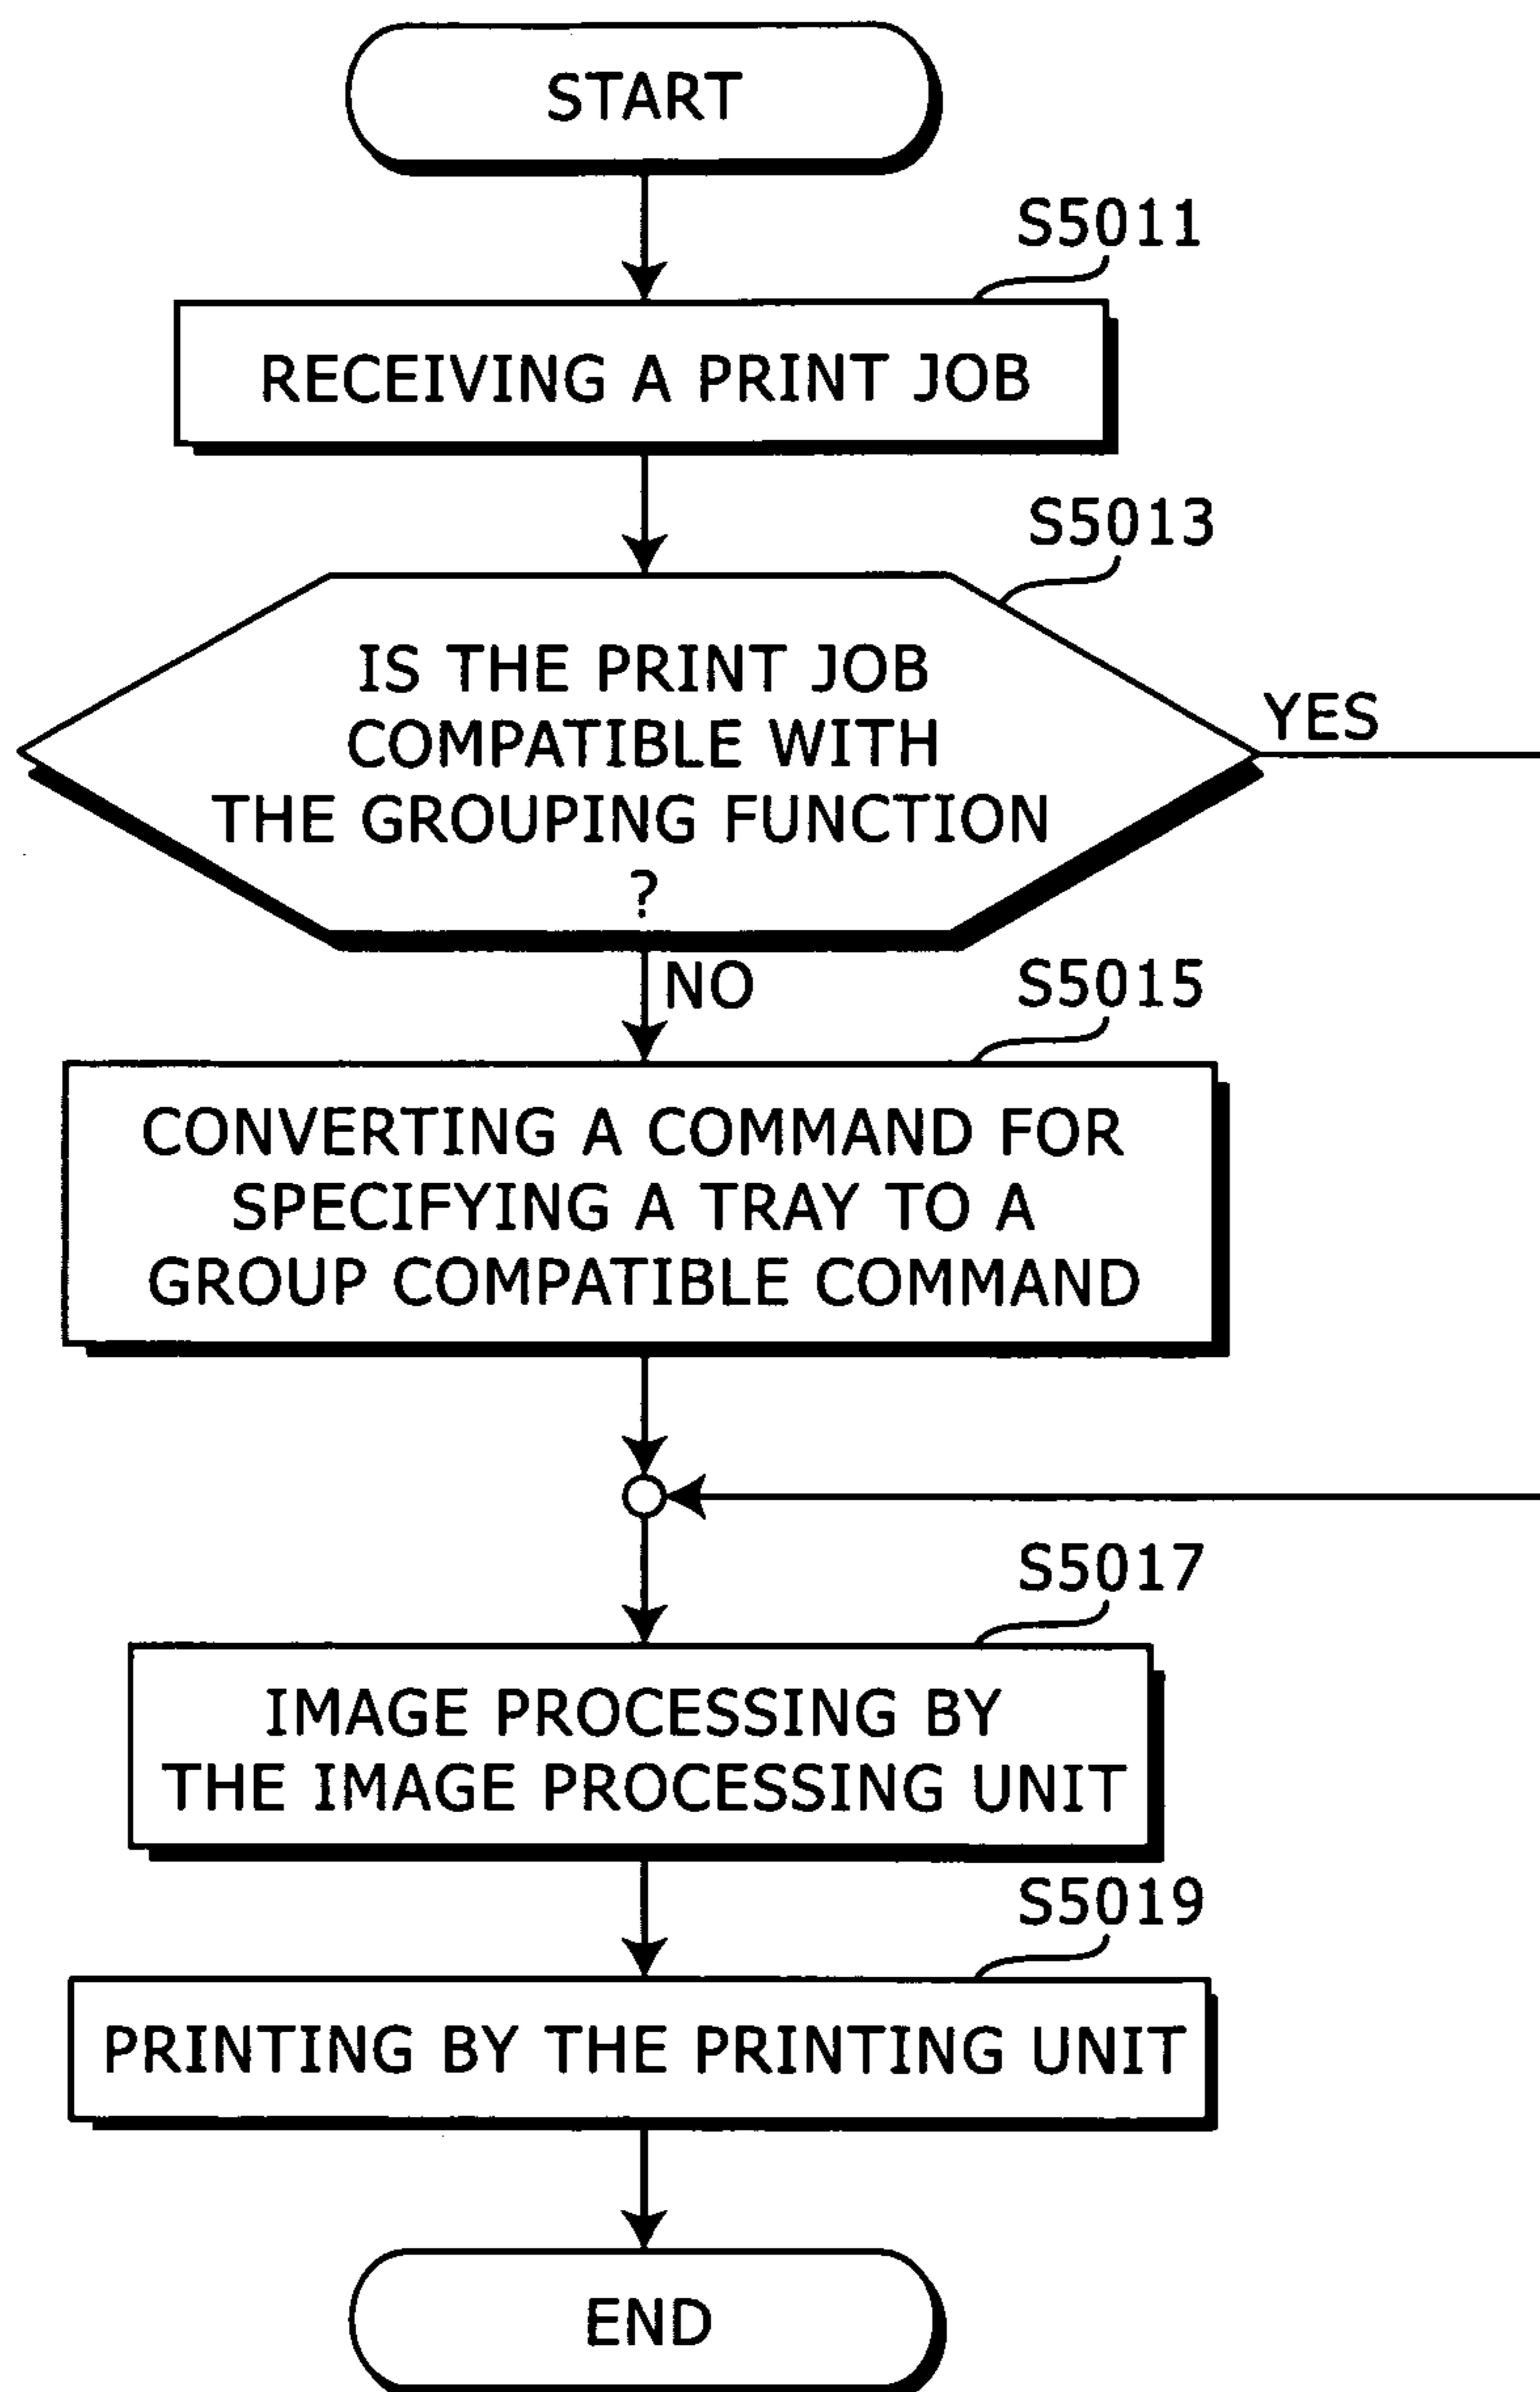 START
S5011
RECEIVING A PRINT JOB
S5013
IS THE PRINT JOB
COMPATIBLE WITH
THE GROUPING FUNCTION
?
YES
NO
S5015
CONVERTING A COMMAND FOR
SPECIFYING A TRAY TO A
GROUP COMPATIBLE COMMAND
S5017
IMAGE PROCESSING BY
THE IMAGE PROCESSING UNIT
S5019
PRINTING BY THE PRINTING UNIT
END